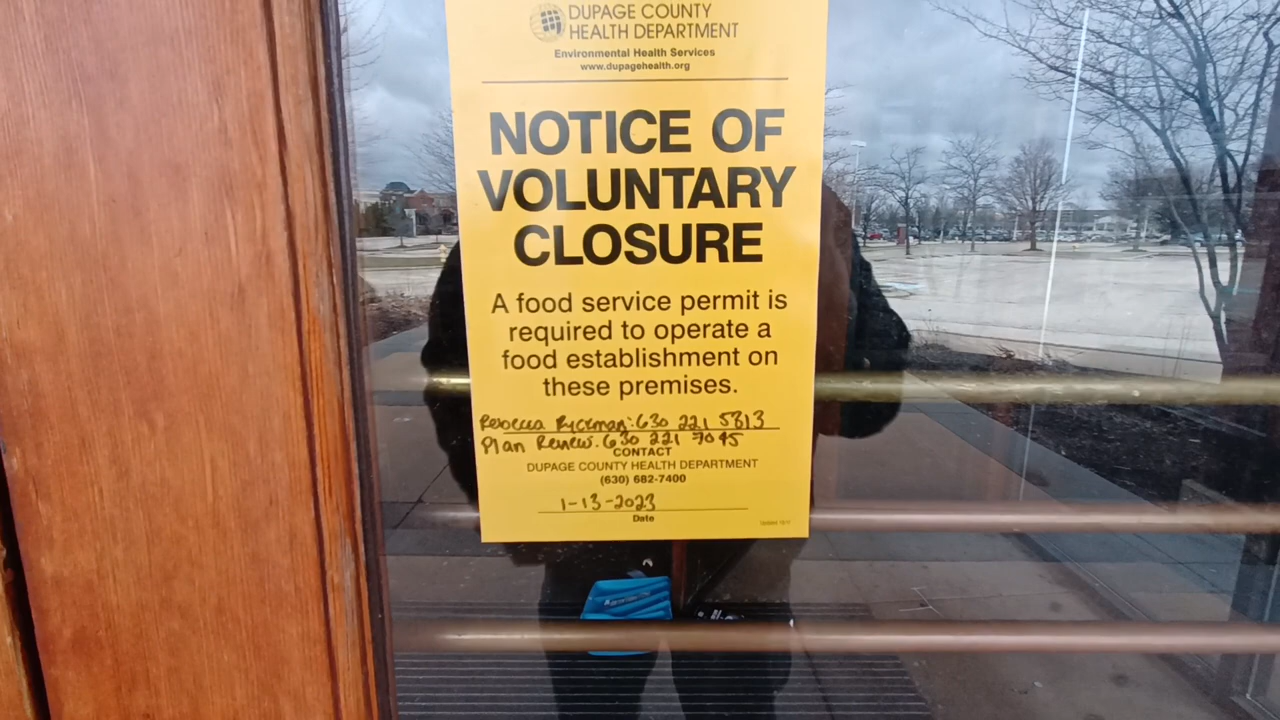 DUPAGE COUNTY
HEALTH DEPARTMENT
Environmental Health Services
www.dupagehealth.org
NOTICE OF
VOLUNTARY
CLOSURE
A food service permit is
required to operate a
food establishment on
these premises.
Rebecca Ryckman: 630 221 5313
Plan Review: 630 221 7045
CONTACT
DUPAGE COUNTY HEALTH DEPARTMENT
(630) 682-7400
1-13-2023
Date